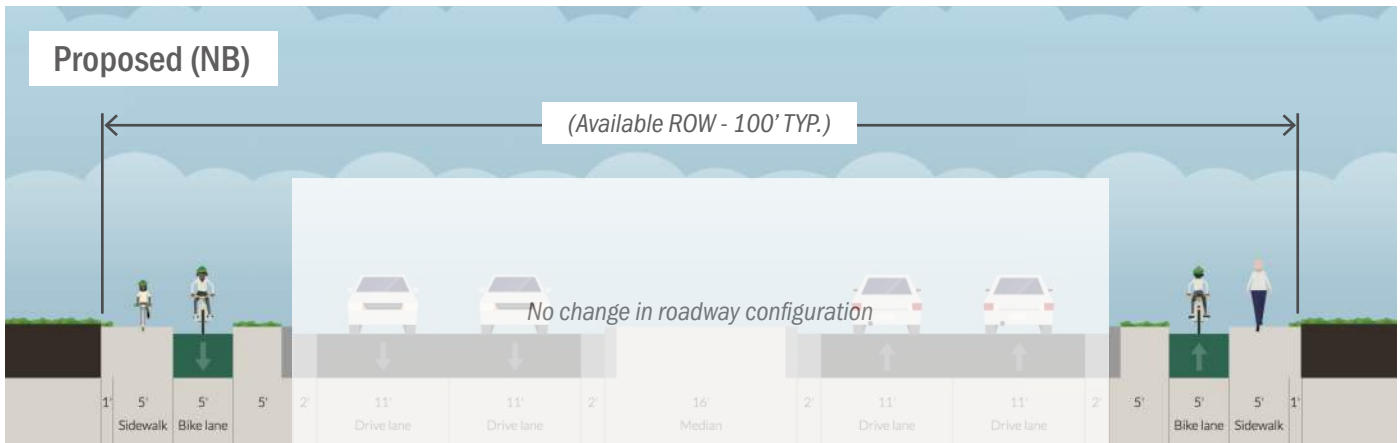 Proposed (NB)
(Available ROW - 100' TYP.)
No change in roadway configuration
1' 5' 5' 5' 2' 11' 11' 2' 16' 2' 11' 11' 2' 5' 5' 5' 1'
Sidewalk Bike lane Drive lane Drive lane Median Drive lane Drive lane Bike lane Sidewalk